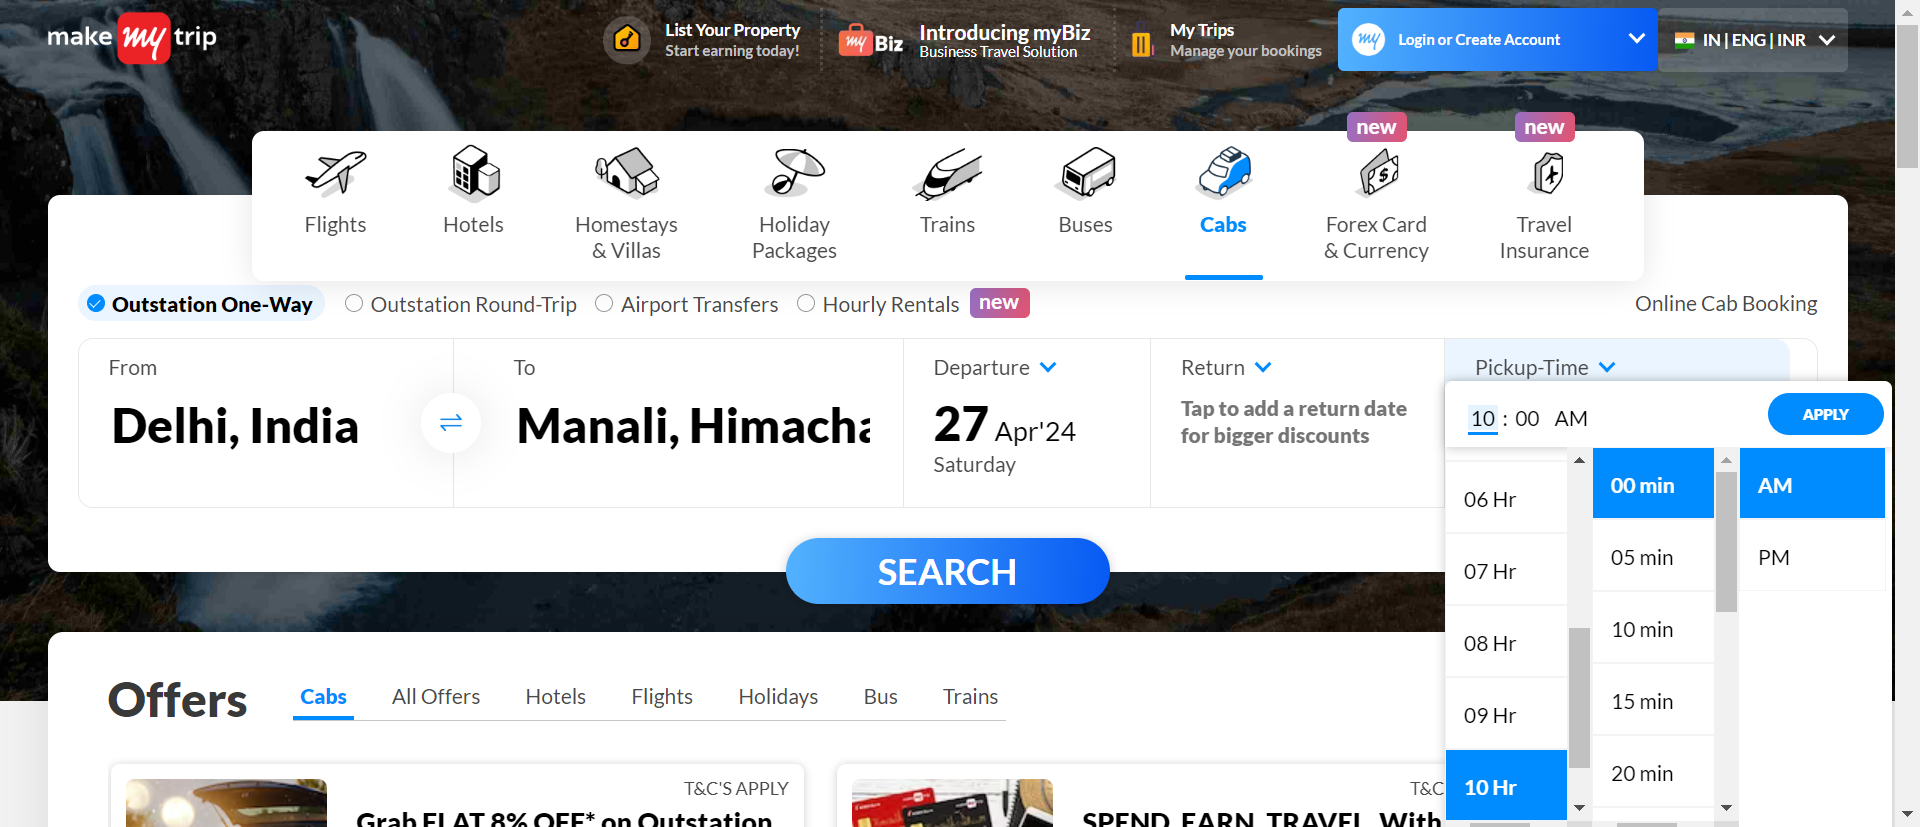 make my trip
List Your Property
Start earning today!
my Biz
Introducing myBiz
Business Travel Solution
My Trips
Manage your bookings
my
Login or Create Account
IN | ENG | INR
new
new
Flights
Hotels
Homestays
& Villas
Holiday
Packages
Trains
Buses
Cabs
Forex Card
& Currency
Travel
Insurance
Outstation One-Way
Outstation Round-Trip
Airport Transfers
Hourly Rentals
new
Online Cab Booking
From
To
Departure
Return
Pickup-Time
Delhi, India
Manali, Himacha
27 Apr'24
Saturday
Tap to add a return date
for bigger discounts
10 : 00 AM
APPLY
06 Hr
07 Hr
08 Hr
09 Hr
10 Hr
00 min
05 min
10 min
15 min
20 min
AM
PM
SEARCH
Offers
Cabs
All Offers
Hotels
Flights
Holidays
Bus
Trains
T&C'S APPLY
Grab FLAT 8% OFF* on Outstation
T&C
SPEND, EARN, TRAVEL, With